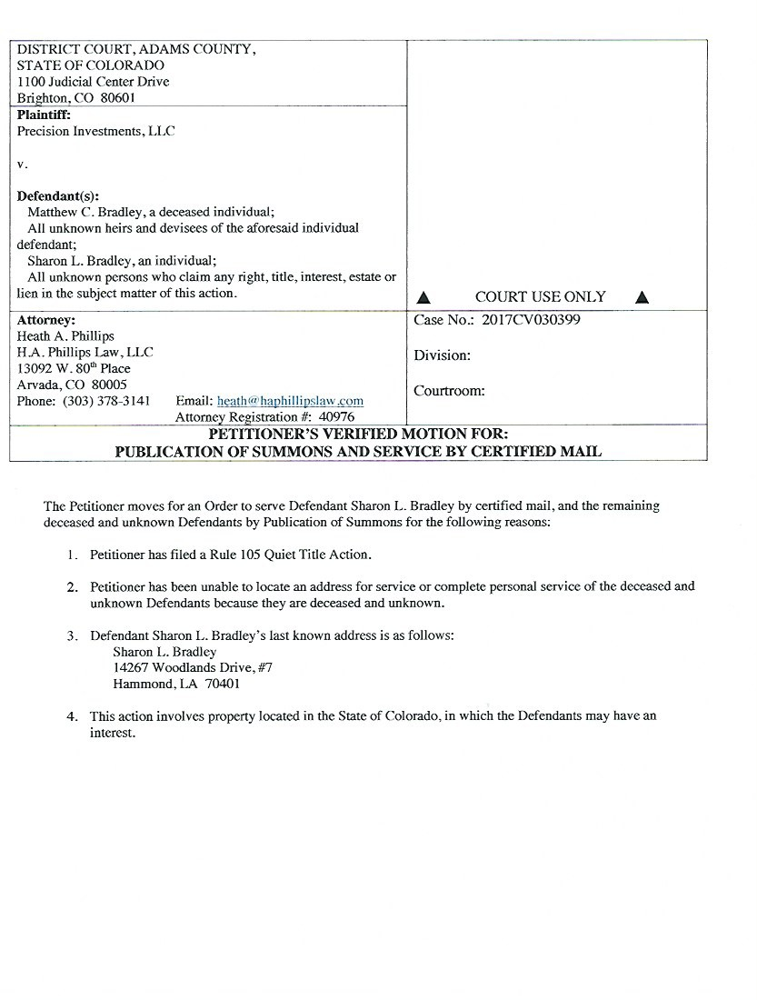 DISTRICT COURT, ADAMS COUNTY,
STATE OF COLORADO
1100 Judicial Center Drive
Brighton, CO 80601
Plaintiff:
Precision Investments, LLC
v.
Defendant(s):
Matthew C. Bradley, a deceased individual;
All unknown heirs and devisees of the aforesaid individual
defendant;
Sharon L. Bradley, an individual;
All unknown persons who claim any right, title, interest, estate or
lien in the subject matter of this action.
▲ COURT USE ONLY ▲
Attorney:
Heath A. Phillips
H.A. Phillips Law, LLC
13092 W. 80th Place
Arvada, CO 80005
Phone: (303) 378-3141 Email: heath@haphillipslaw.com
Attorney Registration #: 40976
Case No.: 2017CV030399
Division:
Courtroom:
PETITIONER'S VERIFIED MOTION FOR:
PUBLICATION OF SUMMONS AND SERVICE BY CERTIFIED MAIL
The Petitioner moves for an Order to serve Defendant Sharon L. Bradley by certified mail, and the remaining
deceased and unknown Defendants by Publication of Summons for the following reasons:
1. Petitioner has filed a Rule 105 Quiet Title Action.
2. Petitioner has been unable to locate an address for service or complete personal service of the deceased and
unknown Defendants because they are deceased and unknown.
3. Defendant Sharon L. Bradley's last known address is as follows:
Sharon L. Bradley
14267 Woodlands Drive, #7
Hammond, LA 70401
4. This action involves property located in the State of Colorado, in which the Defendants may have an
interest.